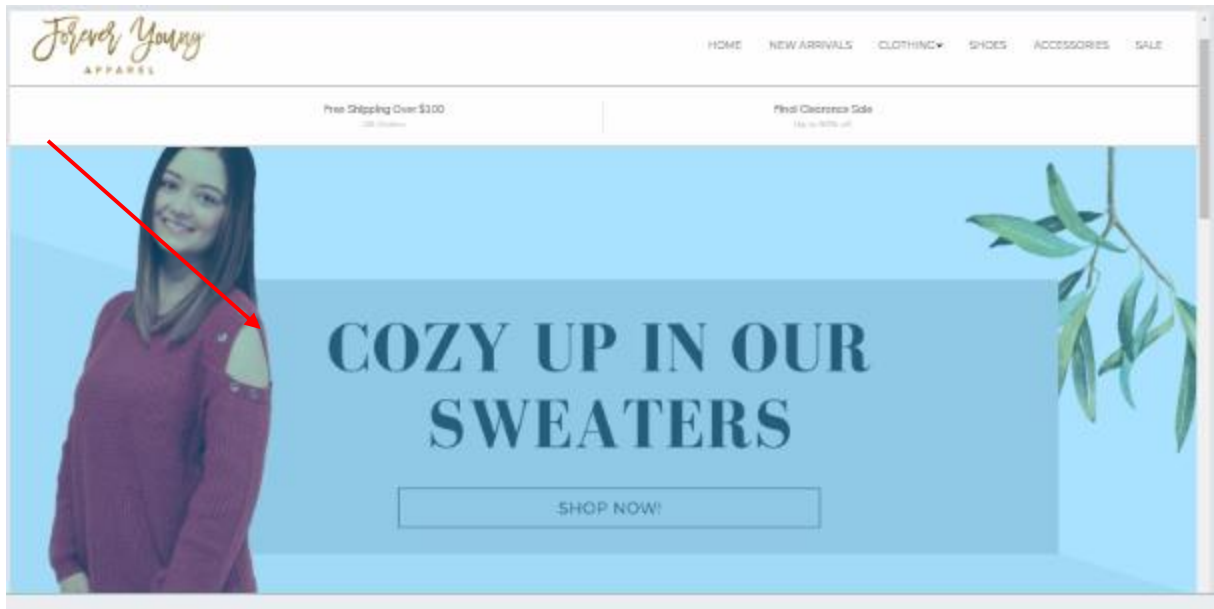 Forever Young
APPAREL
HOME NEW ARRIVALS CLOTHING SHOES ACCESSORIES SALE
Free Shipping Over $100
Final Clearance Sale
COZY UP IN OUR
SWEATERS
SHOP NOW!